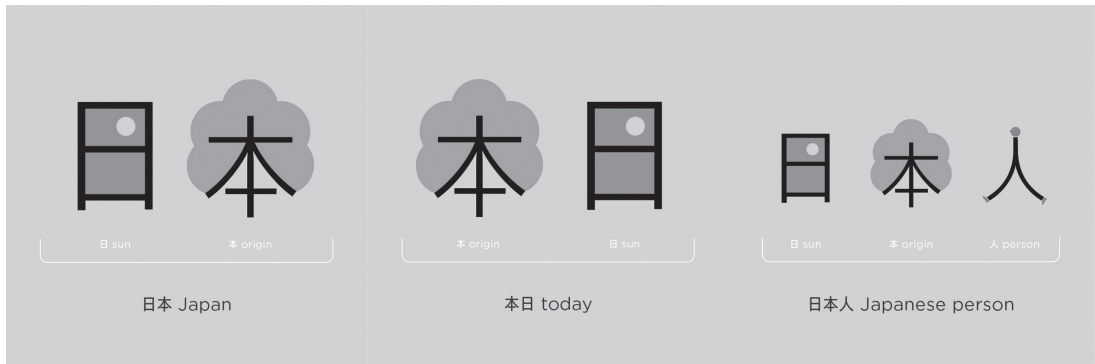 日本
日 sun
本 origin
日本 Japan
本日
本 origin
日 sun
本日 today
日本人
日 sun
本 origin
人 person
日本人 Japanese person